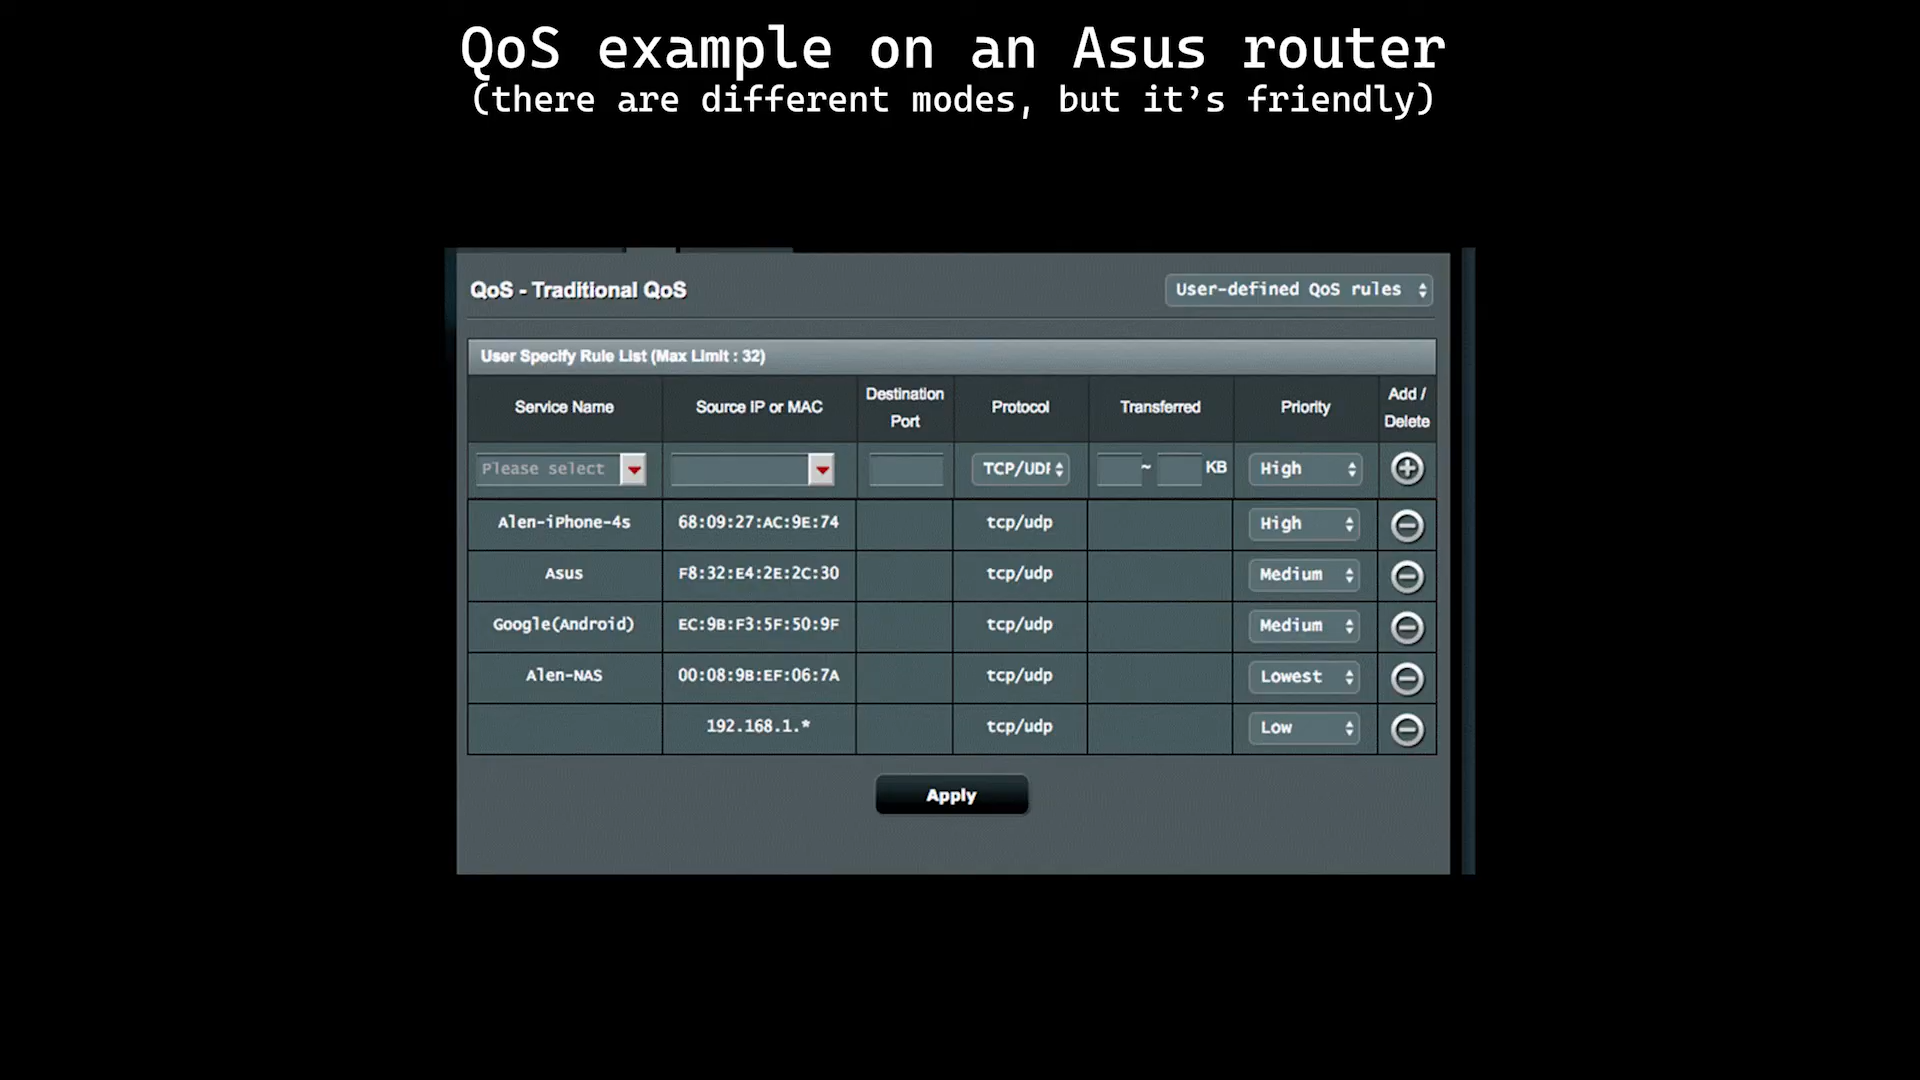 QoS example on an Asus router
(there are different modes, but it’s friendly)
QoS - Traditional QoS
User-defined QoS rules
User Specify Rule List (Max Limit : 32)
Service Name Source IP or MAC Destination Port Protocol Transferred Priority Add / Delete
Please select TCP/UDP ~ KB High
Alen-iPhone-4s 68:09:27:AC:9E:74 tcp/udp High
Asus F8:32:E4:2E:2C:30 tcp/udp Medium
Google(Android) EC:9B:F3:5F:50:9F tcp/udp Medium
Alen-NAS 00:08:9B:EF:06:7A tcp/udp Lowest
192.168.1.* tcp/udp Low
Apply